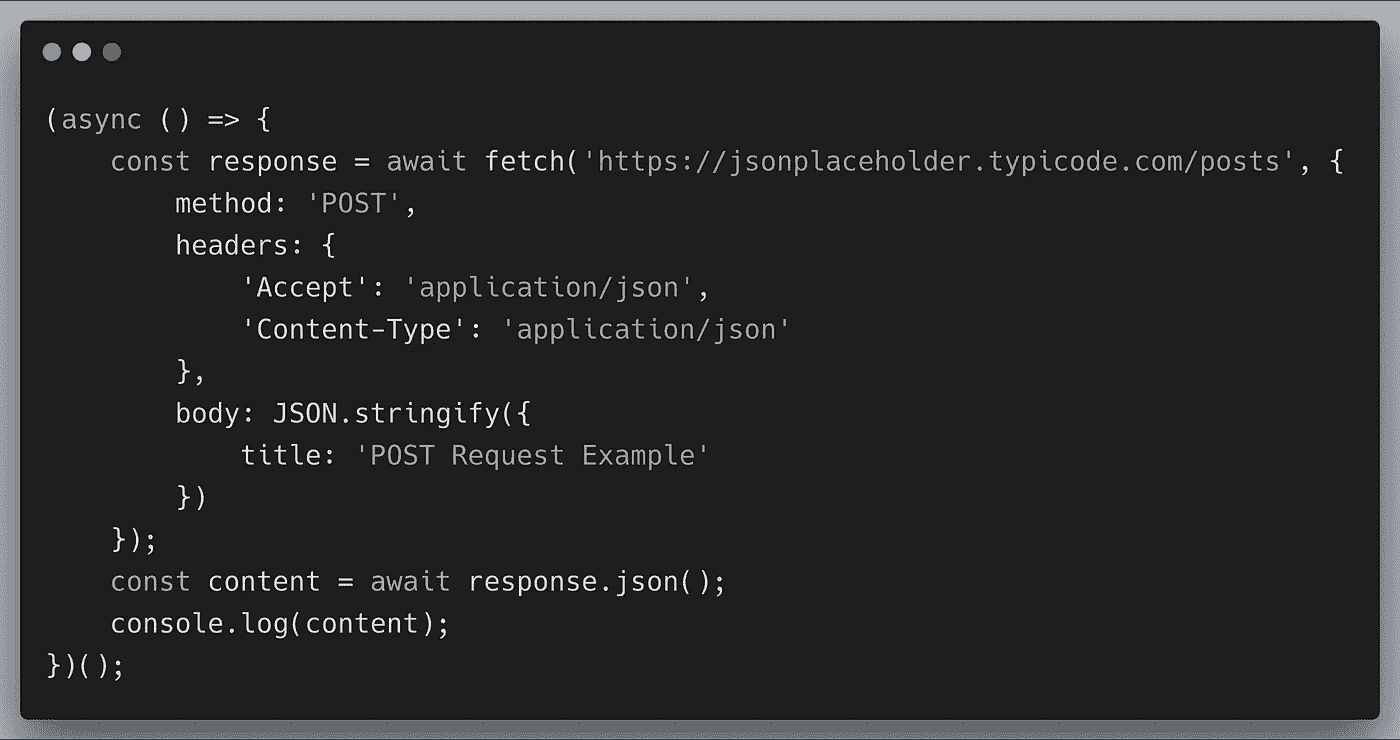 (async () => {
    const response = await fetch('https://jsonplaceholder.typicode.com/posts', {
        method: 'POST',
        headers: {
            'Accept': 'application/json',
            'Content-Type': 'application/json'
        },
        body: JSON.stringify({
            title: 'POST Request Example'
        })
    });
    const content = await response.json();
    console.log(content);
})();